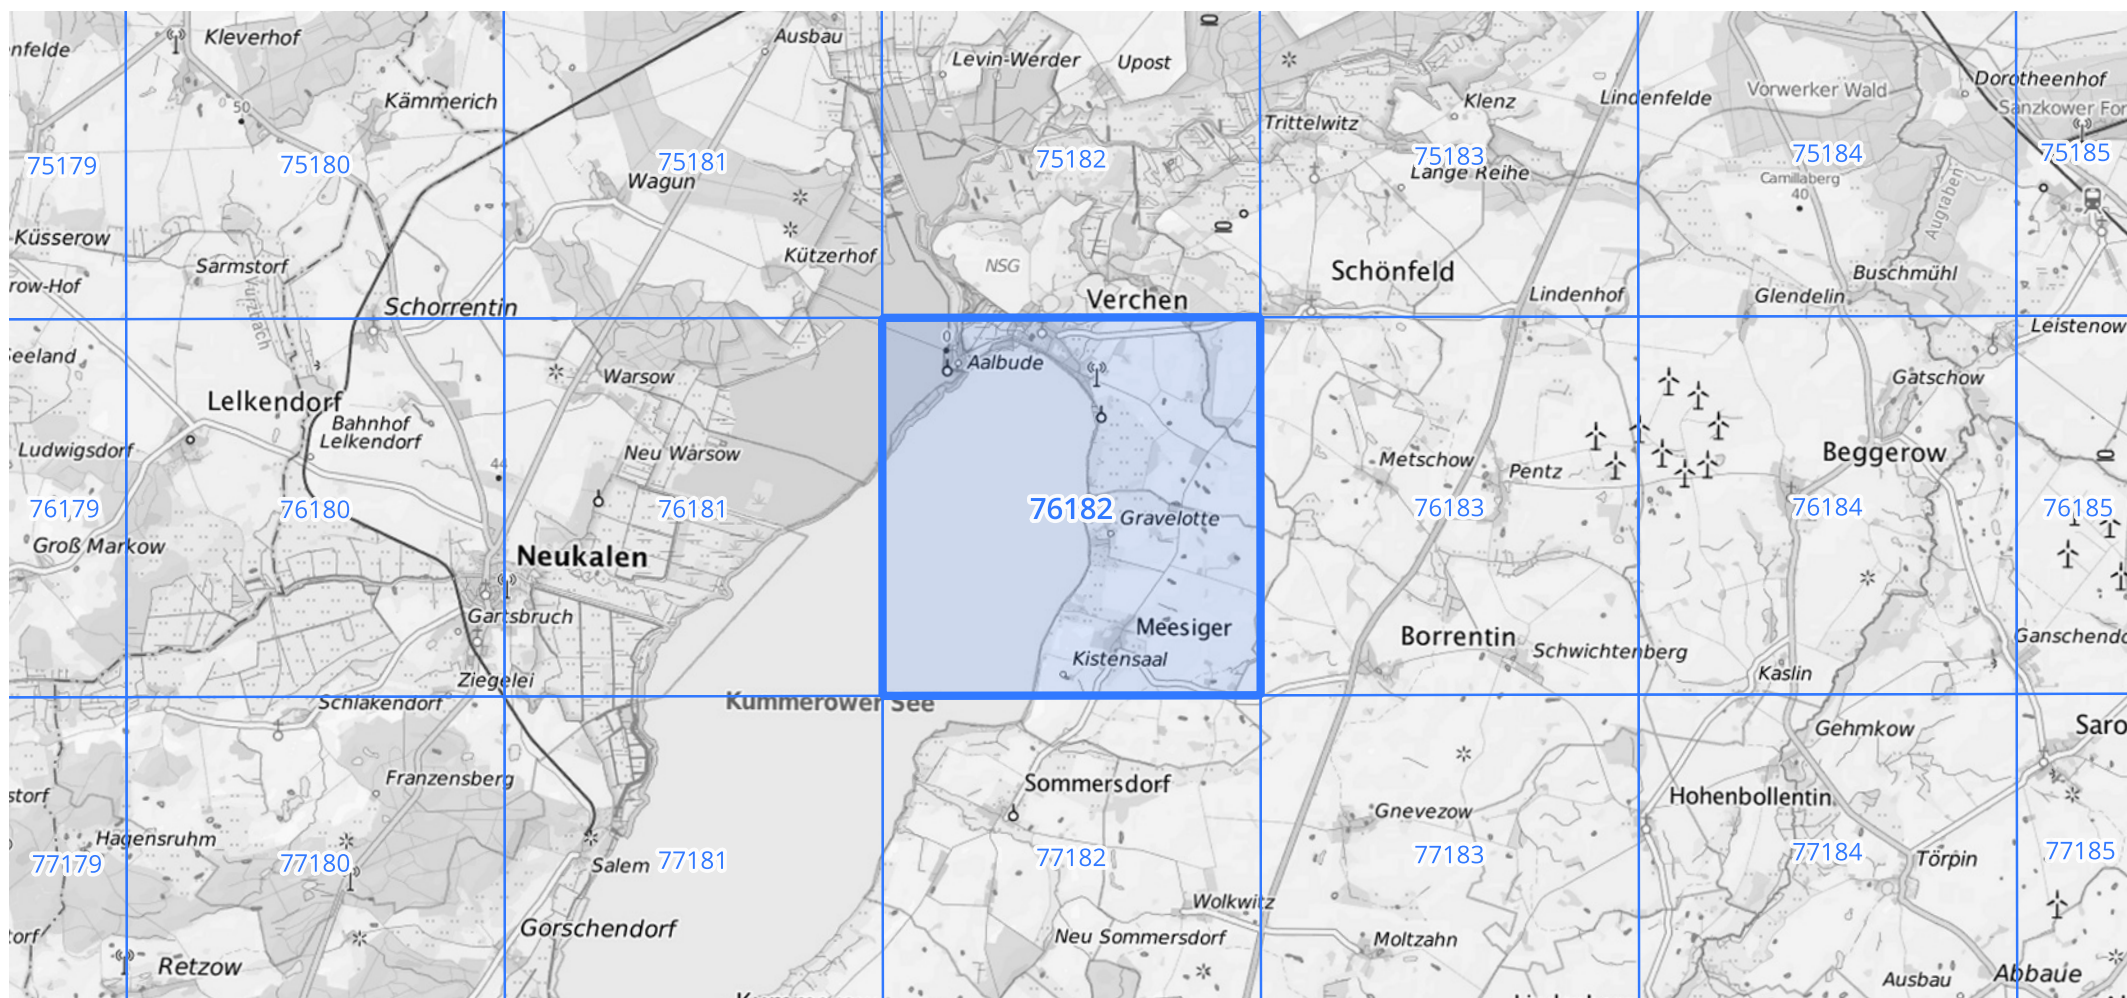 Kleverhof
Ausbau
Levin-Werder
Upost
Dorotheenhof
Kämmerich
50
Klenz
Lindenfelde
Vorwerker Wald
Sanzkower For
Trittelwitz
enfelde
75179
75180
75181
75182
75183
75184
75185
Wagun
Lange Reihe
Camillaberg
40
Augraben
Küsserow
Sarmstorf
Kützerhof
NSG
Schönfeld
Buschmühl
row-Hof
Vurzbach
Schorrentin
Verchen
Lindenhof
Glendelin
Leistenow
Seeland
Warsow
0
Aalbude
Gatschow
Lelkendorf
Bahnhof
Lelkendorf
Ludwigsdorf
44
Neu Warsow
Metschow
Pentz
Beggerow
76179
76180
76181
76182
76183
76184
76185
Gravelotte
Groß Markow
Neukalen
Gartsbruch
Meesiger
Borrentin
Schwichtenberg
Ganschendo
Kistensaal
Kaslin
Ziegelei
Schlakendorf
Kummerower See
Gehmkow
Saro
Franzensberg
Sommersdorf
Hohenbollentin
storf
Gnevezow
Hagensruhm
77179
77180
Salem
77181
77182
77183
77184
77185
Törpin
Wolkwitz
Gorschendorf
Neu Sommersdorf
Moltzahn
dorf
Retzow
Ausbau
Abbaue